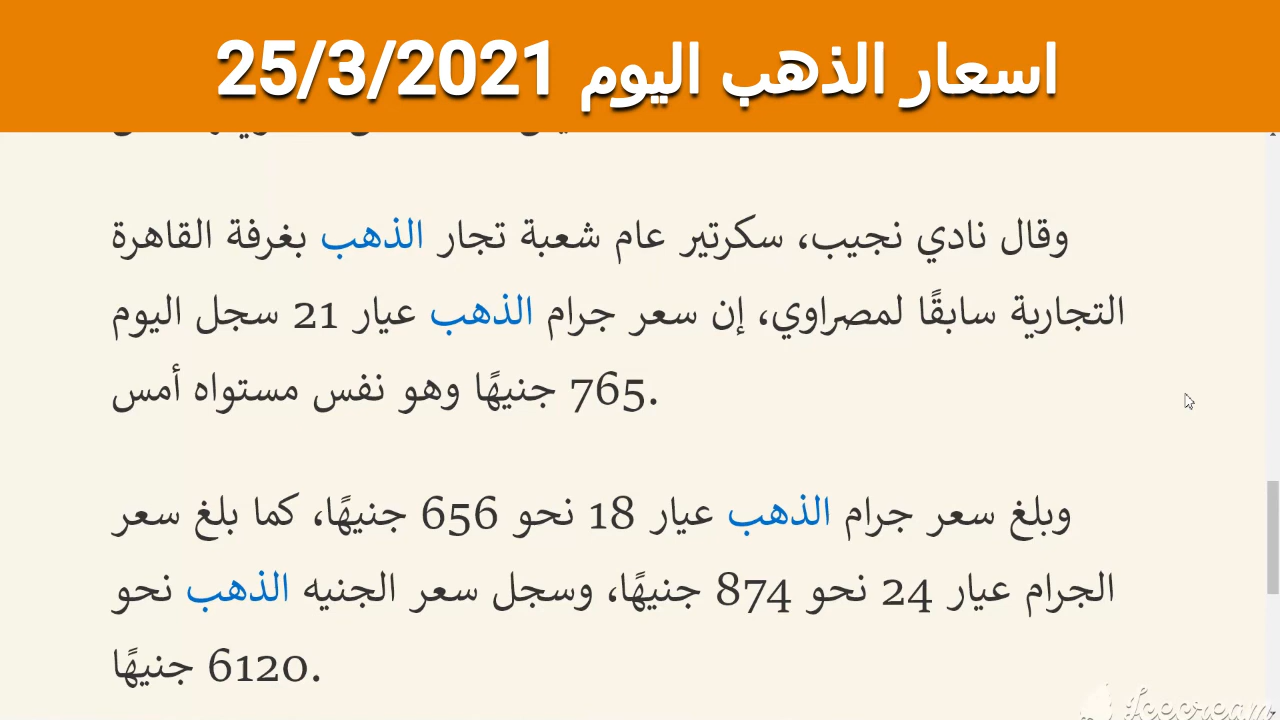 اسعار الذهب اليوم 25/3/2021
وقال نادي نجيب، سكرتير عام شعبة تجار الذهب بغرفة القاهرة
التجارية سابقًا لمصراوي، إن سعر جرام الذهب عيار 21 سجل اليوم
765 جنيهًا وهو نفس مستواه أمس.
وبلغ سعر جرام الذهب عيار 18 نحو 656 جنيهًا، كما بلغ سعر
الجرام عيار 24 نحو 874 جنيهًا، وسجل سعر الجنيه الذهب نحو
6120 جنيهًا.
Icecream